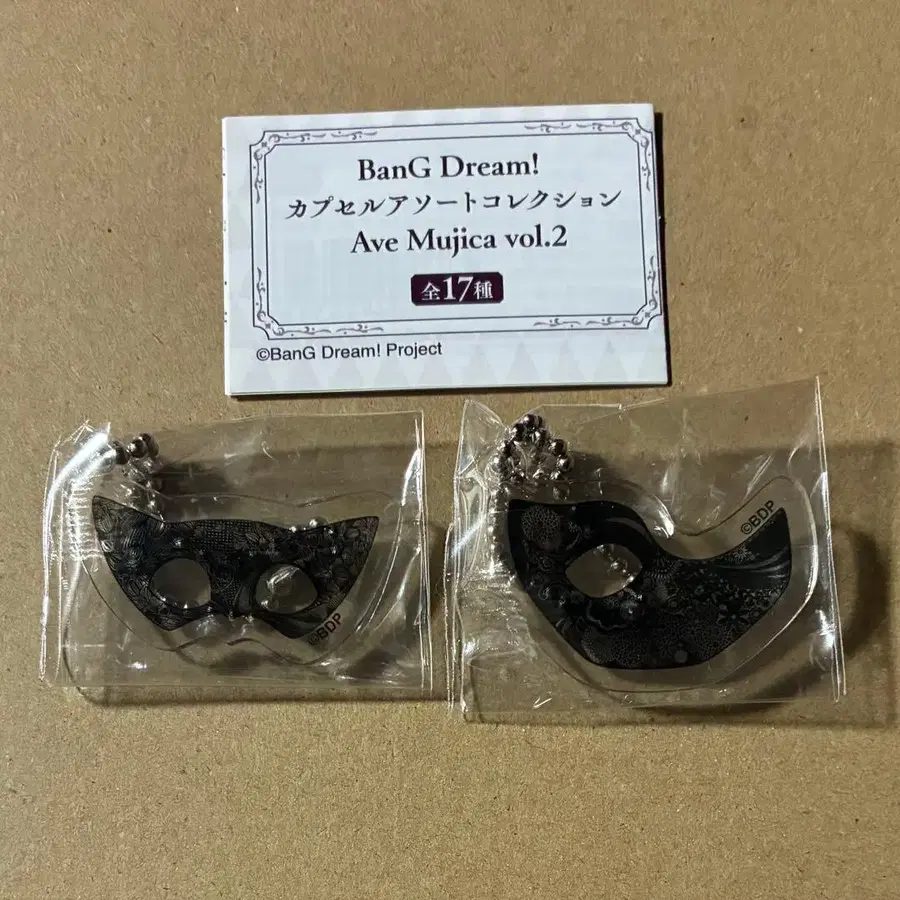 BanG Dream!
カプセルアソートコレクション
Ave Mujica vol.2
全17種
©BanG Dream! Project
©BDP
©BDP